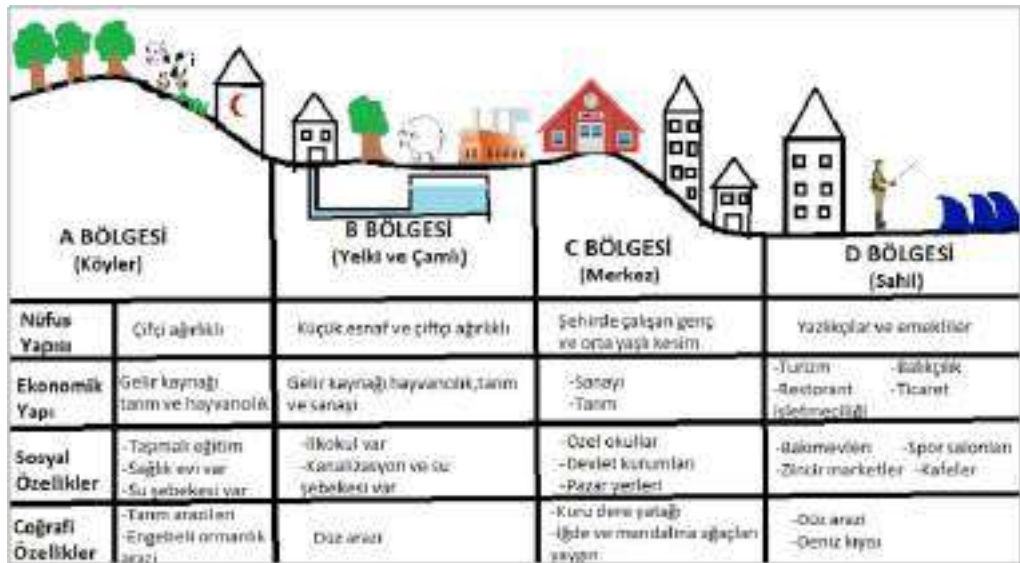 A BÖLGESİ
(Köyler)
B BÖLGESİ
(Yelki ve Çamlı)
C BÖLGESİ
(Merkez)
D BÖLGESİ
(Sahil)
Nüfus
Yapısı
Çifçi ağırlıklı
Küçük esnaf ve çiftçi ağırlıklı
Şehirde çalışan genç
ve orta yaşlı kesim
Yazlıkçılar ve emekliler
Ekonomik
Yapı
Gelir kaynağı
tarım ve hayvancılık
Gelir kaynağı hayvancılık,tarım
ve sanayi
-Sanayi
-Tarım
-Turizm -Balıkçılık
-Restorant -Ticaret
işletmeciliği
Sosyal
Özellikler
-Taşmalı eğitim
-Sağlık evi var
-Su şebekesi var
-İlkokul var
-Kanalizasyon ve su
şebekesi var
-Özel okullar
-Devlet kurumları
-Pazar yerleri
-Bakımevleri -Spor salonları
-Zincir marketler -Kafeler
Coğrafi
Özellikler
-Tarım arazileri
-Engebeli ormanlık
arazi
Düz arazi
-Kuru dere yatağı
-İğde ve mandalina ağaçları
yaygın
-Düz arazi
-Deniz kıyısı